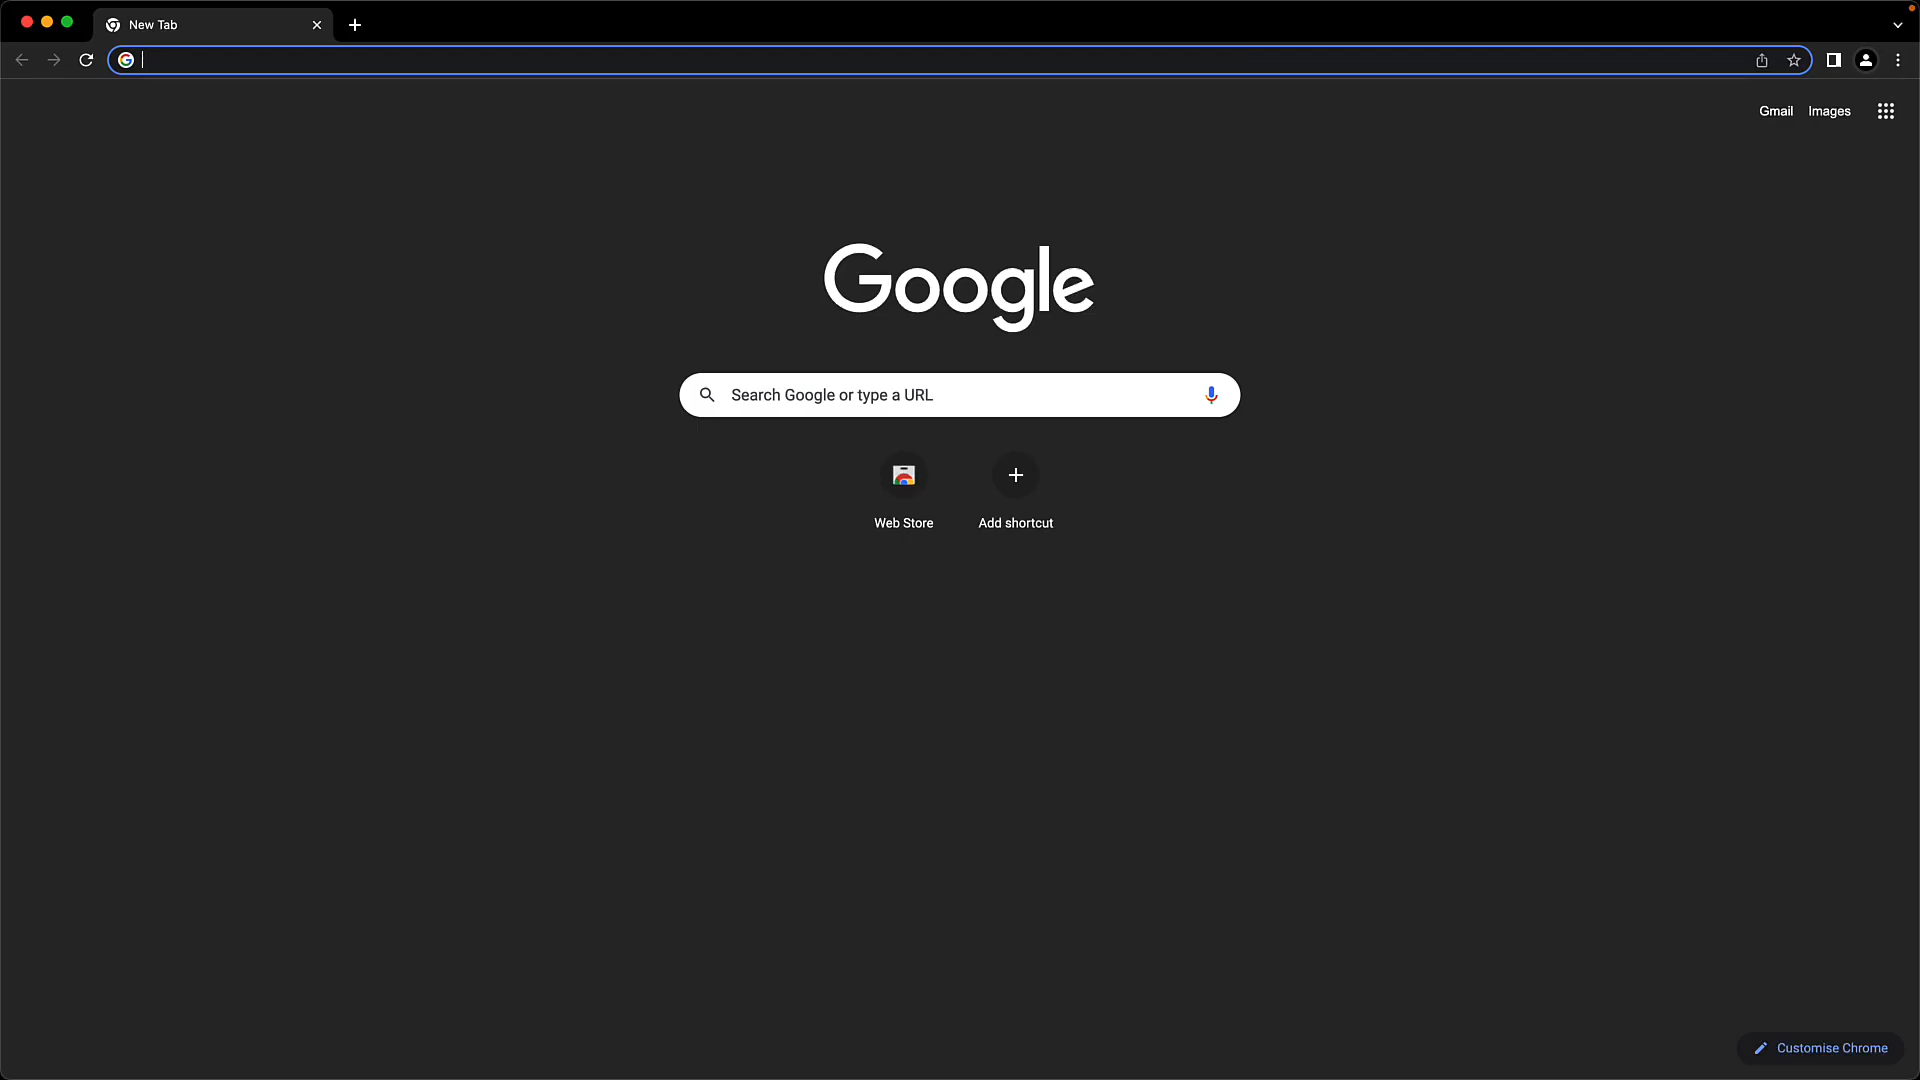 New Tab
Gmail Images
Google
Search Google or type a URL
Web Store
Add shortcut
Customise Chrome